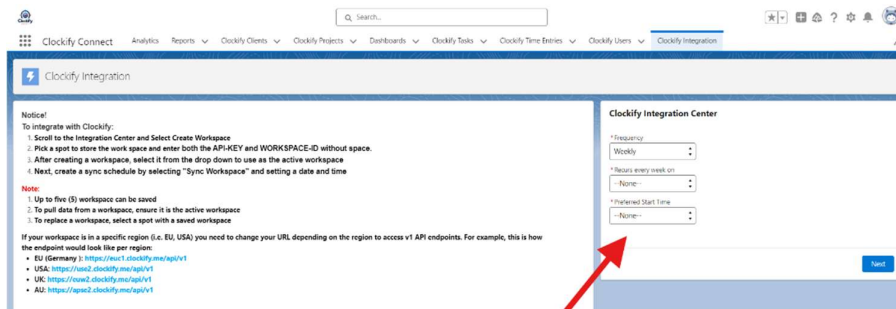 Clockify
Search...
Clockify Connect Analytics Reports Clockify Clients Clockify Projects Dashboards Clockify Tasks Clockify Time Entries Clockify Users Clockify Integration
Clockify Integration
Notice!
To integrate with Clockify:
1. Scroll to the Integration Center and Select Create Workspace
2. Pick a spot to store the work space and enter both the API-KEY and WORKSPACE-ID without space.
3. After creating a workspace, select it from the drop down to use as the active workspace
4. Next, create a sync schedule by selecting "Sync Workspace" and setting a date and time
Note:
1. Up to five (5) workspace can be saved
2. To pull data from a workspace, ensure it is the active workspace
3. To replace a workspace, select a spot with a saved workspace
If your workspace is in a specific region (i.e. EU, USA) you need to change your URL depending on the region to access v1 API endpoints. For example, this is how
the endpoint would look like per region:
• EU (Germany ): https://euc1.clockify.me/api/v1
• USA: https://use2.clockify.me/api/v1
• UK: https://euw2.clockify.me/api/v1
• AU: https://apse2.clockify.me/api/v1
Clockify Integration Center
* Frequency
Weekly
* Recurs every week on
--None--
* Preferred Start Time
--None--
Next